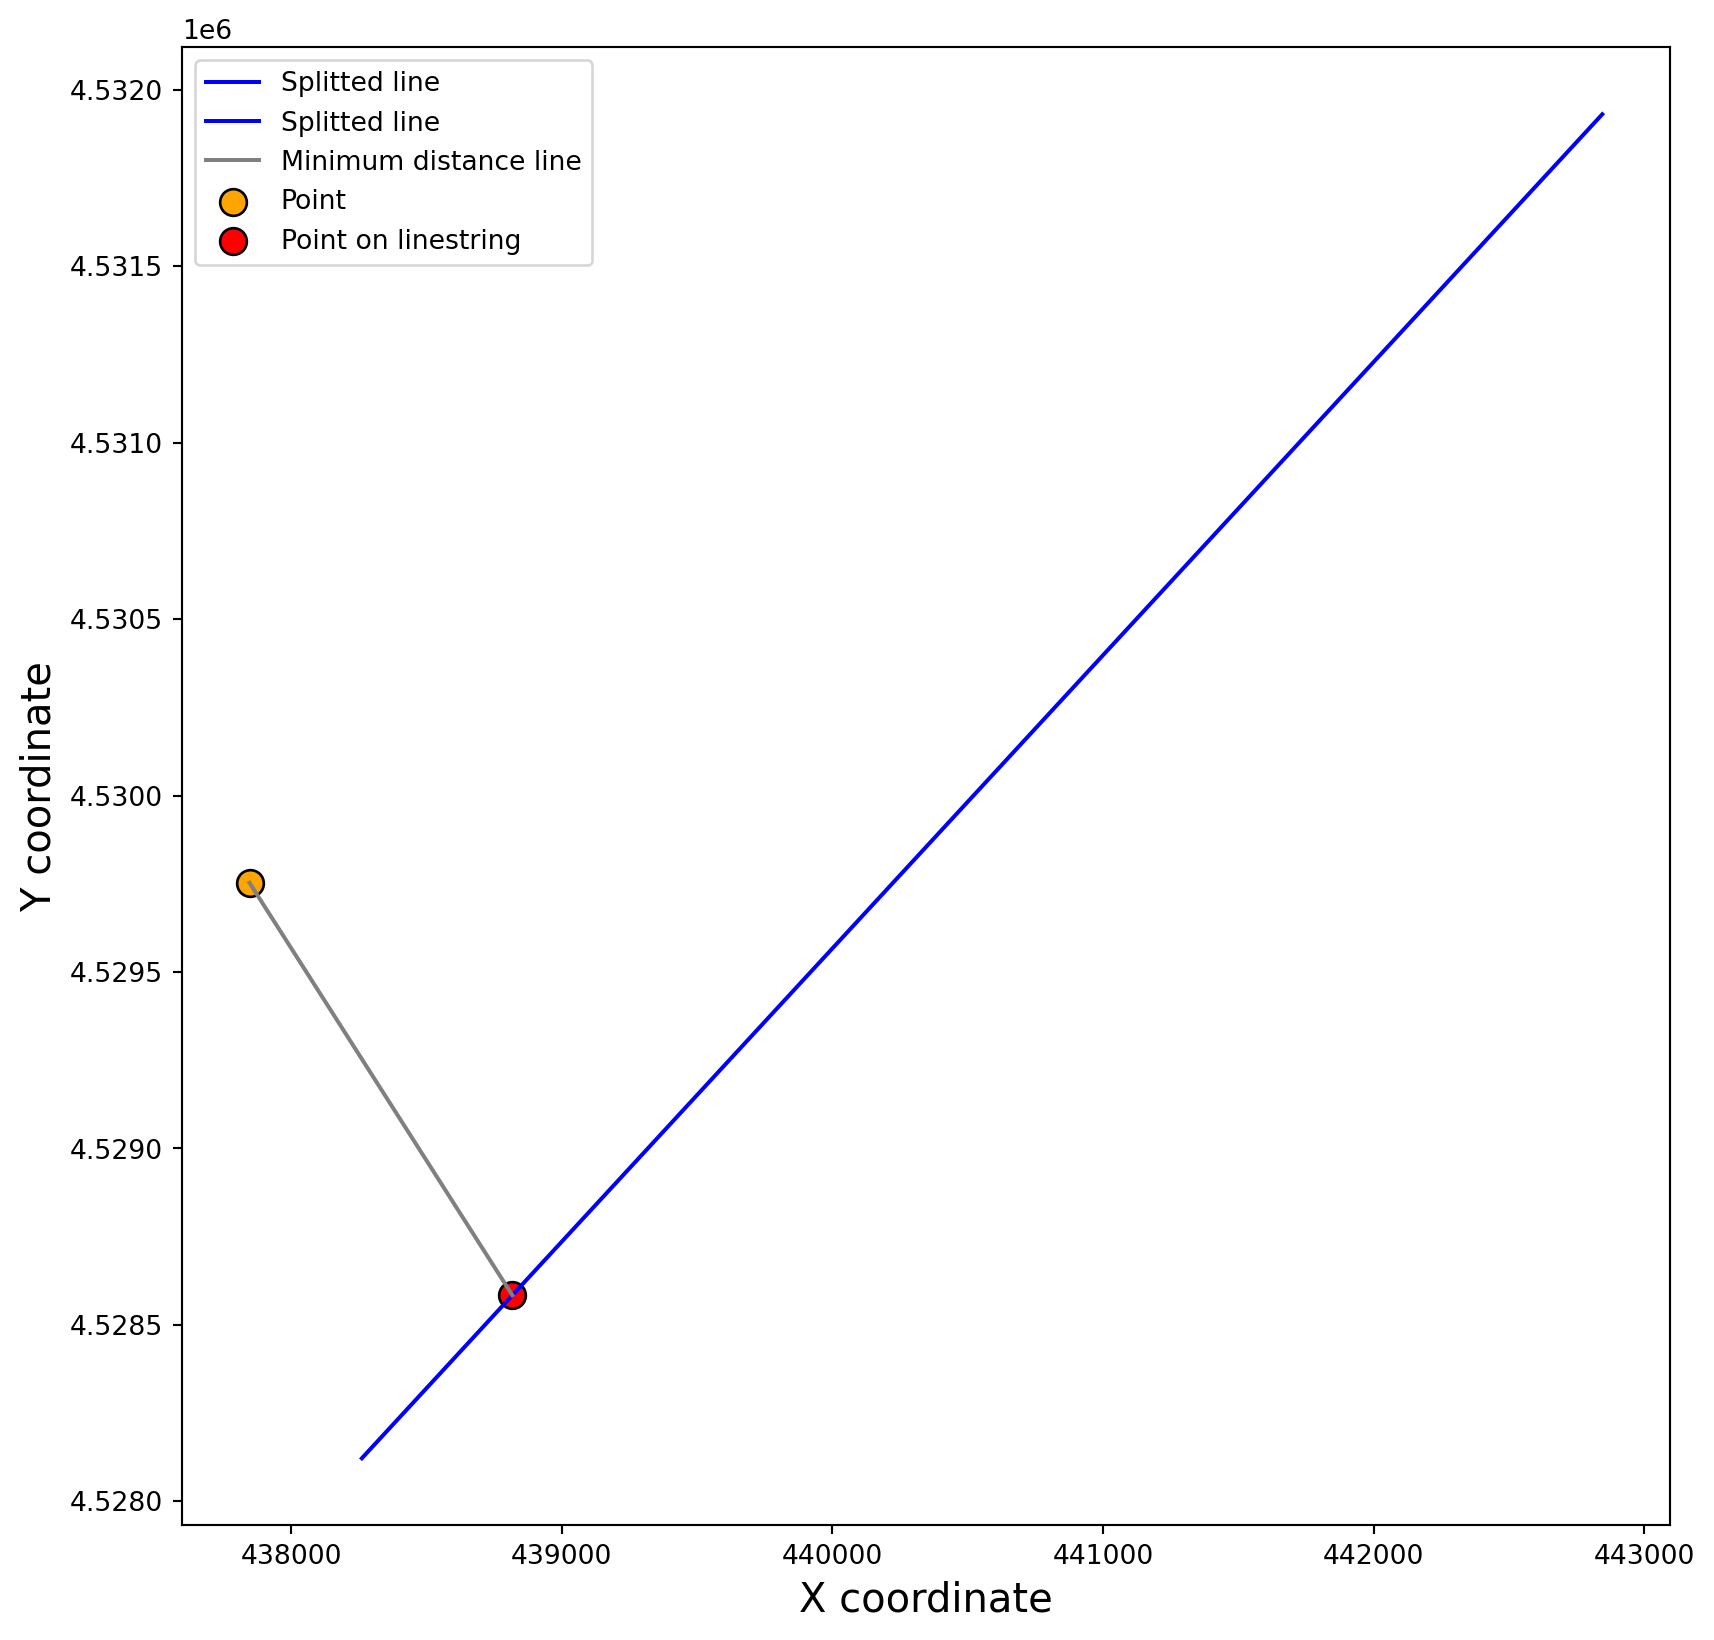 1e6
Splitted line
Splitted line
Minimum distance line
Point
Point on linestring
4.5320
4.5315
4.5310
4.5305
4.5300
4.5295
4.5290
4.5285
4.5280
Y coordinate
438000 439000 440000 441000 442000 443000
X coordinate